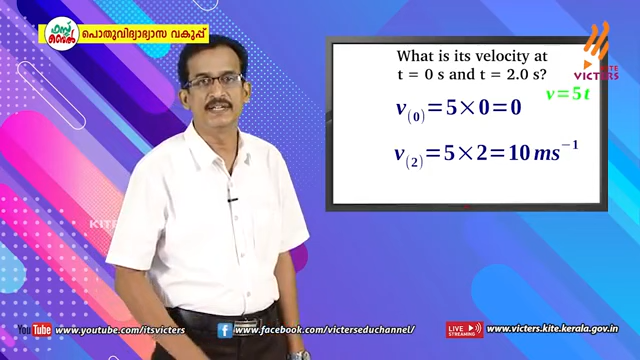 ഫസ്റ്റ് ബെൽ
പൊതുവിദ്യാഭ്യാസ വകുപ്പ്
KITE
VICTERS
What is its velocity at
t = 0 s and t = 2.0 s?
v=5t
v₍₀₎=5×0=0
v₍₂₎=5×2=10 ms⁻¹
KITE
YouTube www.youtube.com/itsvicters
f www.facebook.com/victerseduchannel/
LIVE STREAMING www.victers.kite.kerala.gov.in